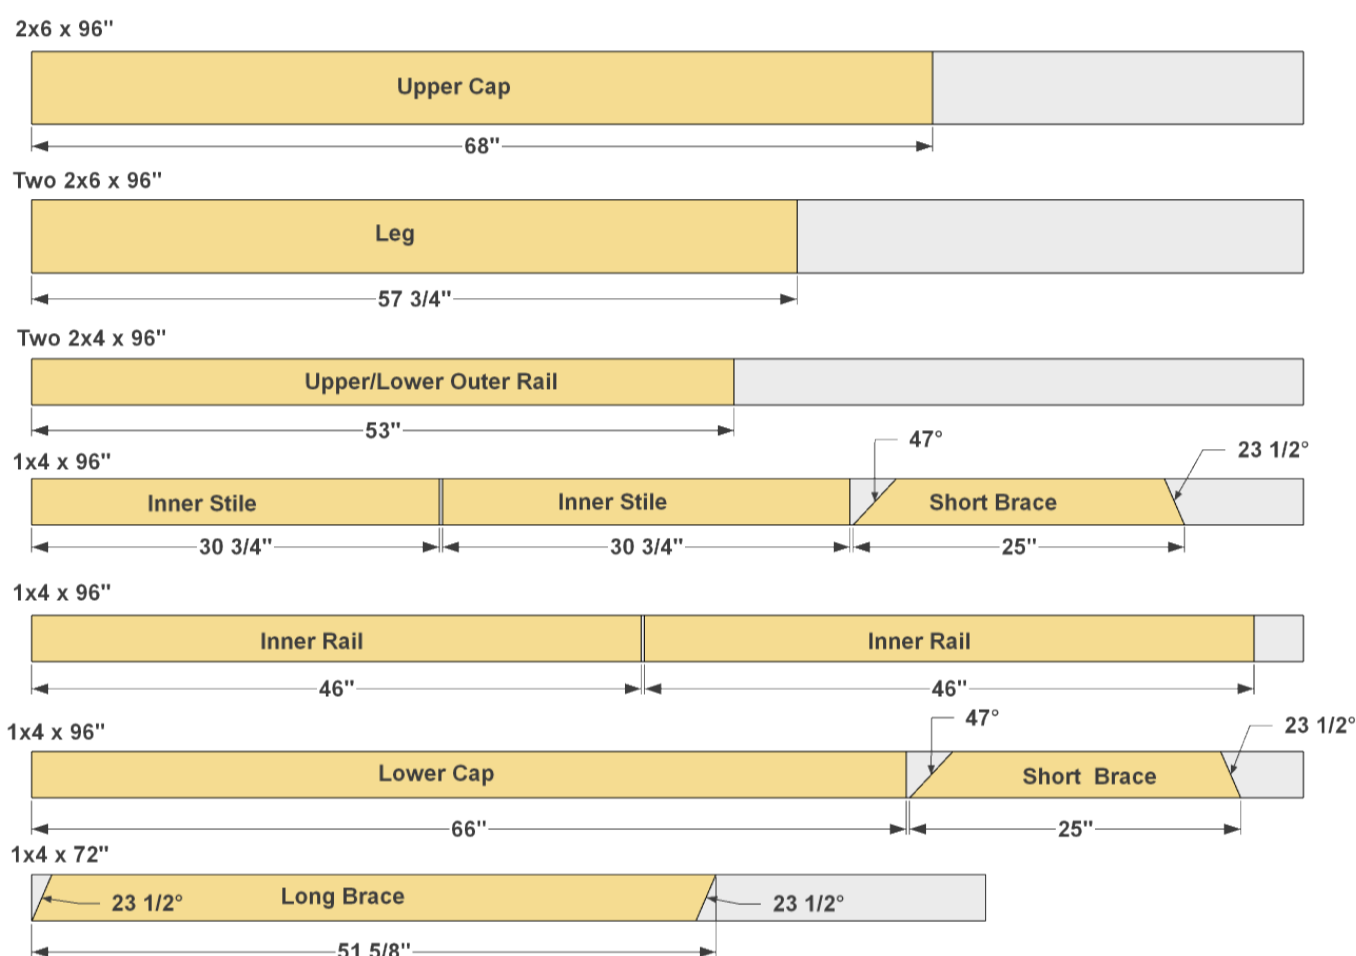 2x6 x 96"
Upper Cap
68"
Two 2x6 x 96"
Leg
57 3/4"
Two 2x4 x 96"
Upper/Lower Outer Rail
53"
47°
23 1/2°
1x4 x 96"
Inner Stile
Inner Stile
Short Brace
30 3/4"
30 3/4"
25"
1x4 x 96"
Inner Rail
Inner Rail
46"
46"
47°
23 1/2°
1x4 x 96"
Lower Cap
Short Brace
66"
25"
1x4 x 72"
23 1/2°
Long Brace
23 1/2°
51 5/8"